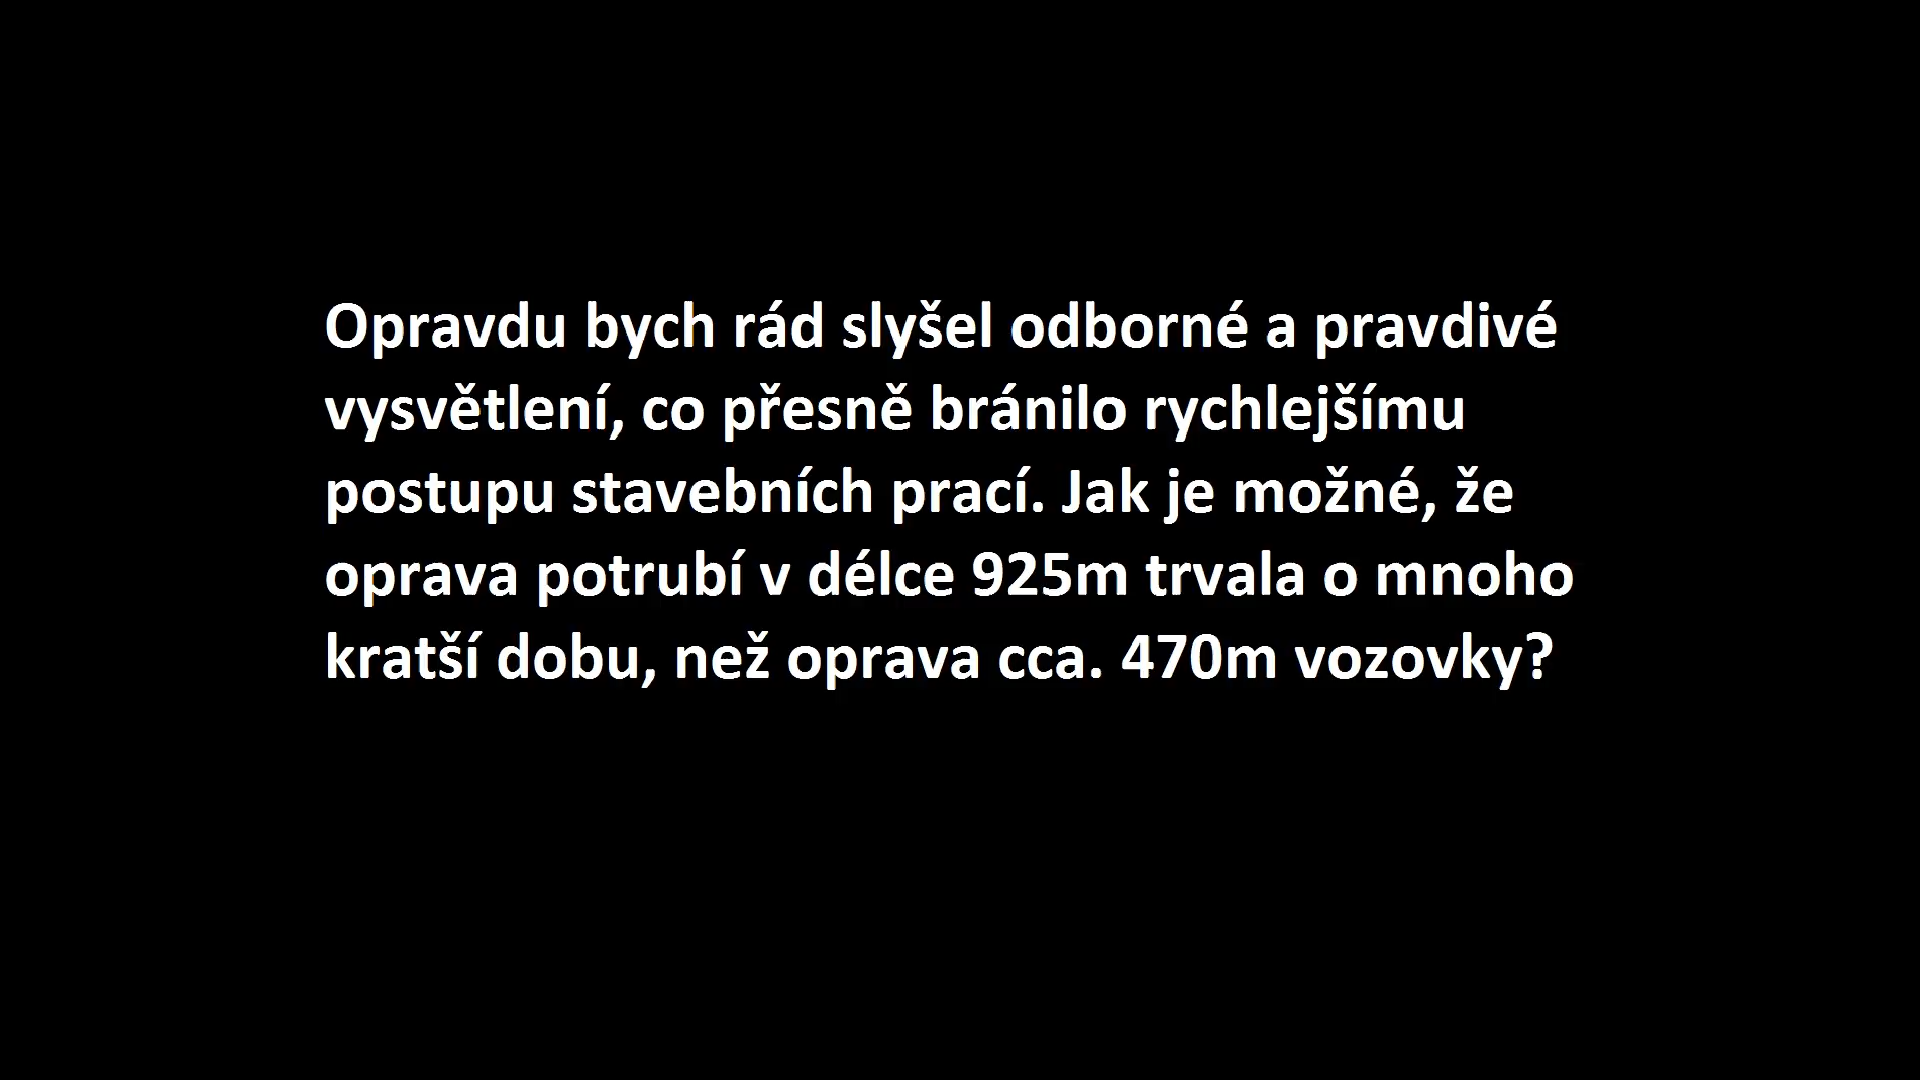 Opravdu bych rád slyšel odborné a pravdivé
vysvětlení, co přesně bránilo rychlejšímu
postupu stavebních prací. Jak je možné, že
oprava potrubí v délce 925m trvala o mnoho
kratší dobu, než oprava cca. 470m vozovky?